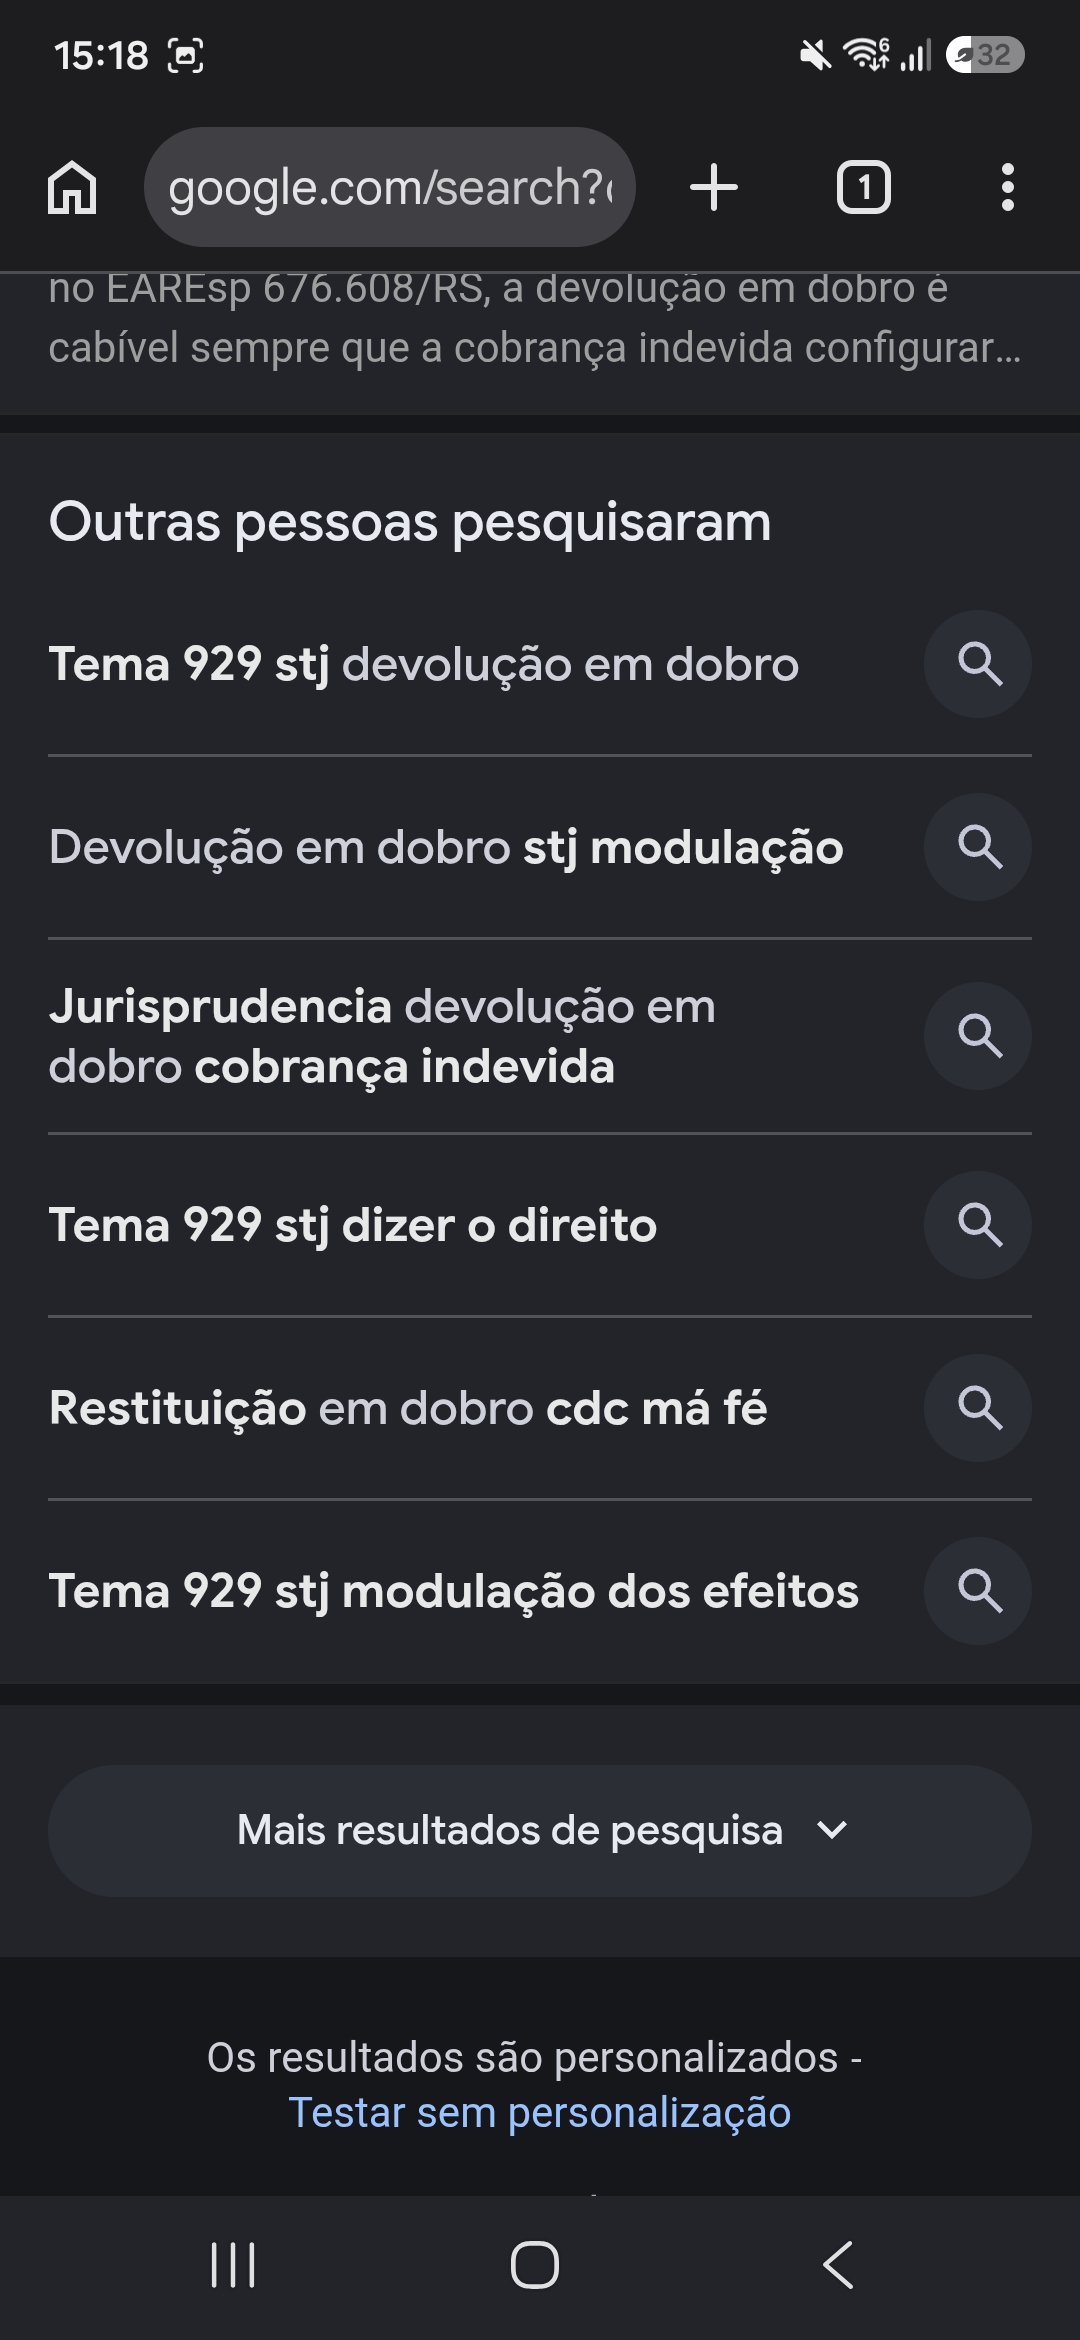 15:18
6
32
google.com/search?
1
no EAREsp 676.608/RS, a devolução em dobro é
cabível sempre que a cobrança indevida configurar...
Outras pessoas pesquisaram
Tema 929 stj devolução em dobro
Devolução em dobro stj modulação
Jurisprudencia devolução em
dobro cobrança indevida
Tema 929 stj dizer o direito
Restituição em dobro cdc má fé
Tema 929 stj modulação dos efeitos
Mais resultados de pesquisa
Os resultados são personalizados -
Testar sem personalização